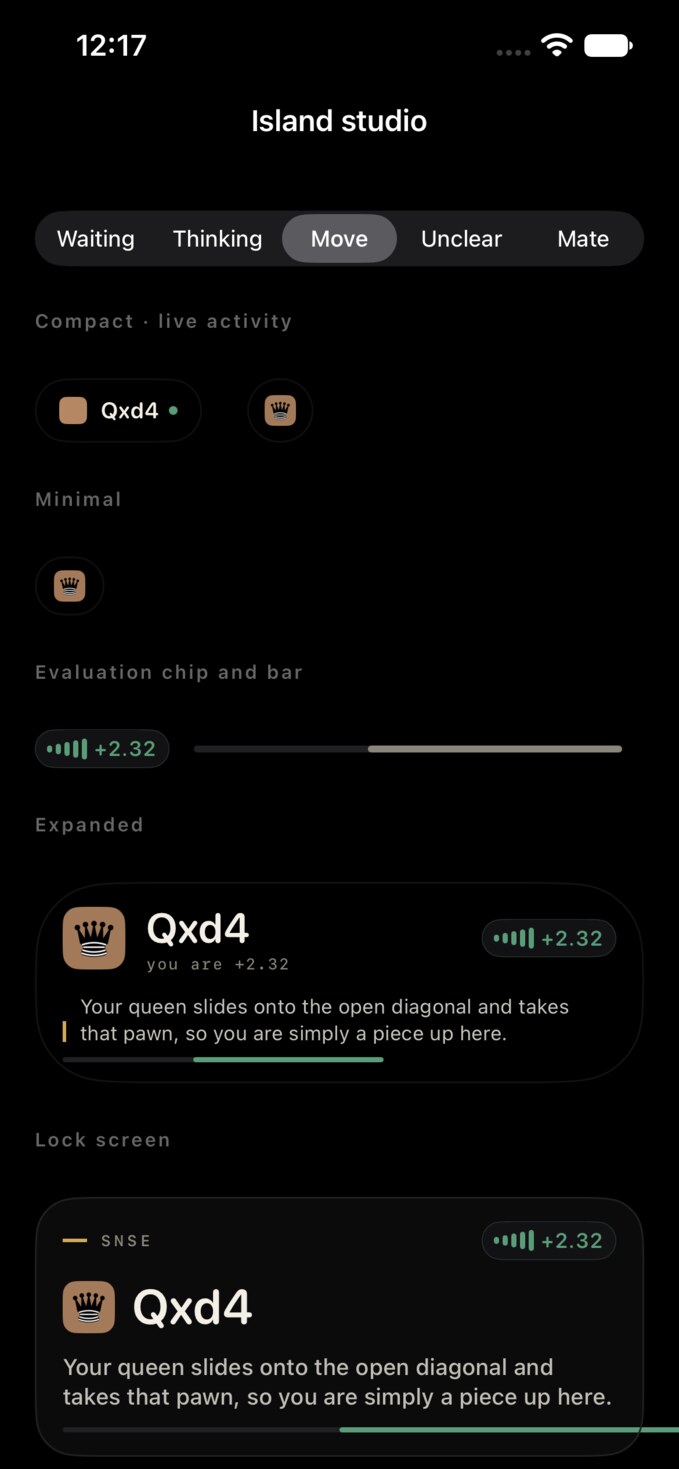 12:17
Island studio
Waiting Thinking Move Unclear Mate
Compact · live activity
Qxd4
Minimal
Evaluation chip and bar
+2.32
Expanded
Qxd4
you are +2.32
+2.32
Your queen slides onto the open diagonal and takes
that pawn, so you are simply a piece up here.
Lock screen
SNSE
+2.32
Qxd4
Your queen slides onto the open diagonal and
takes that pawn, so you are simply a piece up here.